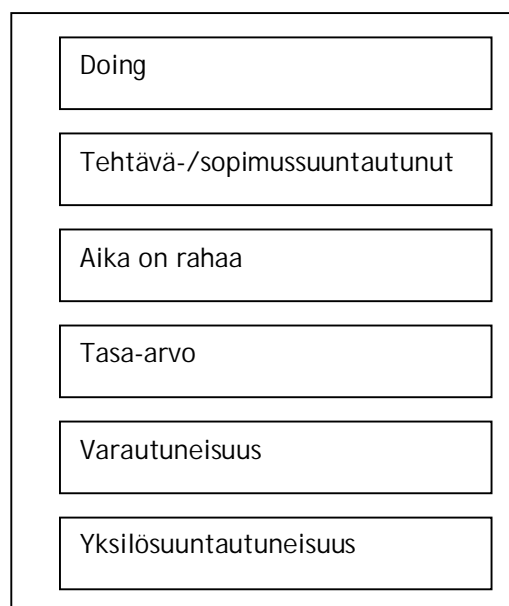 Doing
Tehtävä-/sopimussuuntautunut
Aika on rahaa
Tasa-arvo
Varautuneisuus
Yksilösuuntautuneisuus